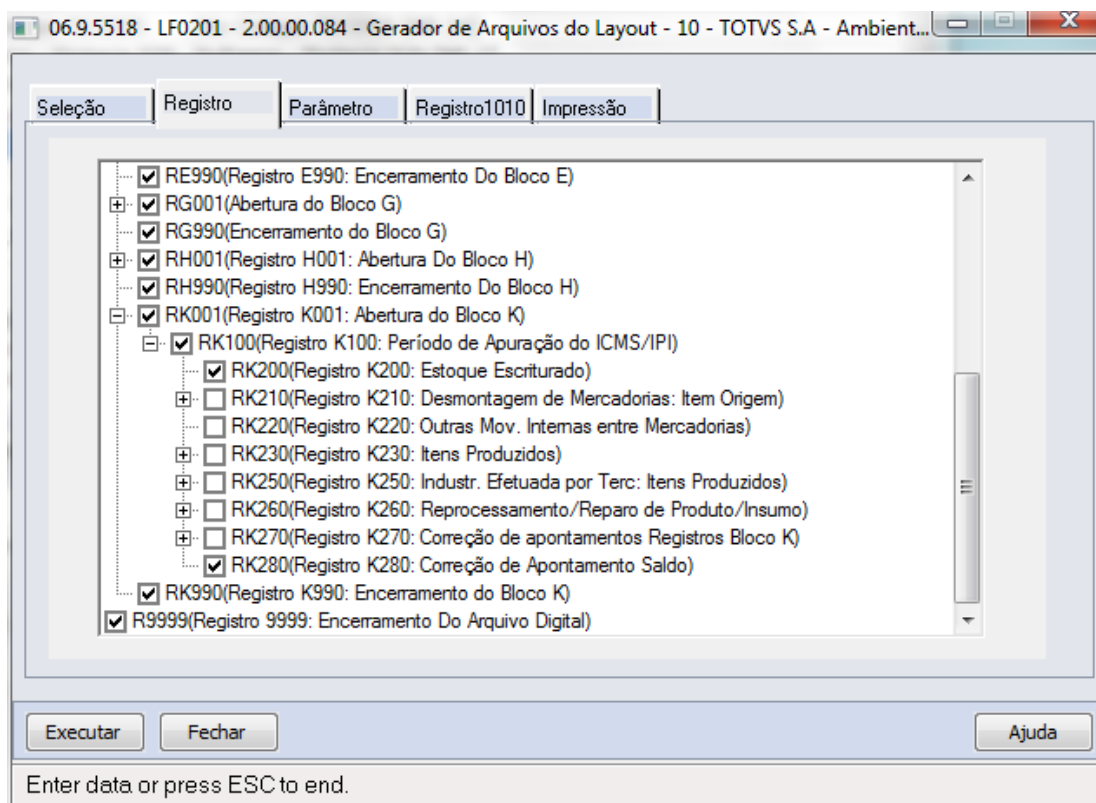 06.9.5518 - LF0201 - 2.00.00.084 - Gerador de Arquivos do Layout - 10 - TOTVS S.A - Ambient...
Seleção Registro Parâmetro Registro1010 Impressão
RE990(Registro E990: Encerramento Do Bloco E)
RG001(Abertura do Bloco G)
RG990(Encerramento do Bloco G)
RH001(Registro H001: Abertura Do Bloco H)
RH990(Registro H990: Encerramento Do Bloco H)
RK001(Registro K001: Abertura do Bloco K)
RK100(Registro K100: Período de Apuração do ICMS/IPI)
RK200(Registro K200: Estoque Escriturado)
RK210(Registro K210: Desmontagem de Mercadorias: Item Origem)
RK220(Registro K220: Outras Mov. Internas entre Mercadorias)
RK230(Registro K230: Itens Produzidos)
RK250(Registro K250: Industr. Efetuada por Terc: Itens Produzidos)
RK260(Registro K260: Reprocessamento/Reparo de Produto/Insumo)
RK270(Registro K270: Correção de apontamentos Registros Bloco K)
RK280(Registro K280: Correção de Apontamento Saldo)
RK990(Registro K990: Encerramento do Bloco K)
R9999(Registro 9999: Encerramento Do Arquivo Digital)
Executar Fechar Ajuda
Enter data or press ESC to end.